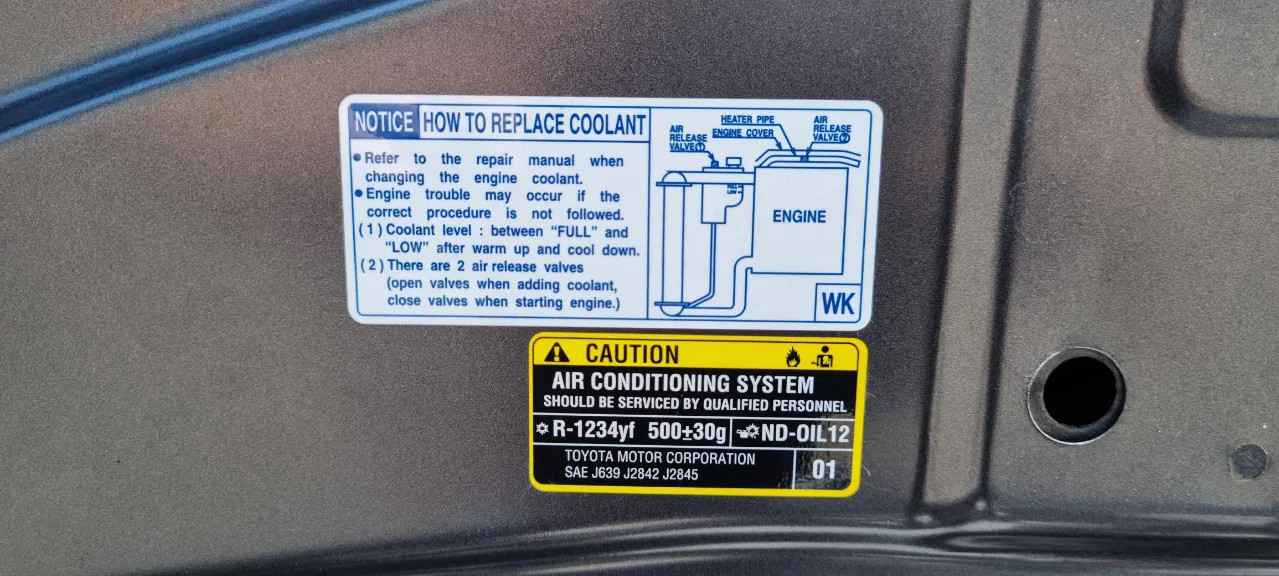 NOTICE HOW TO REPLACE COOLANT
● Refer to the repair manual when
changing the engine coolant.
● Engine trouble may occur if the
correct procedure is not followed.
(1) Coolant level : between “FULL” and
“LOW” after warm up and cool down.
(2) There are 2 air release valves
(open valves when adding coolant,
close valves when starting engine.)
AIR
RELEASE
VALVE①
HEATER PIPE
ENGINE COVER
AIR
RELEASE
VALVE②
FULL
LOW
ENGINE
WK
CAUTION
AIR CONDITIONING SYSTEM
SHOULD BE SERVICED BY QUALIFIED PERSONNEL
R-1234yf 500±30g ND-OIL12
TOYOTA MOTOR CORPORATION
SAE J639 J2842 J2845
01